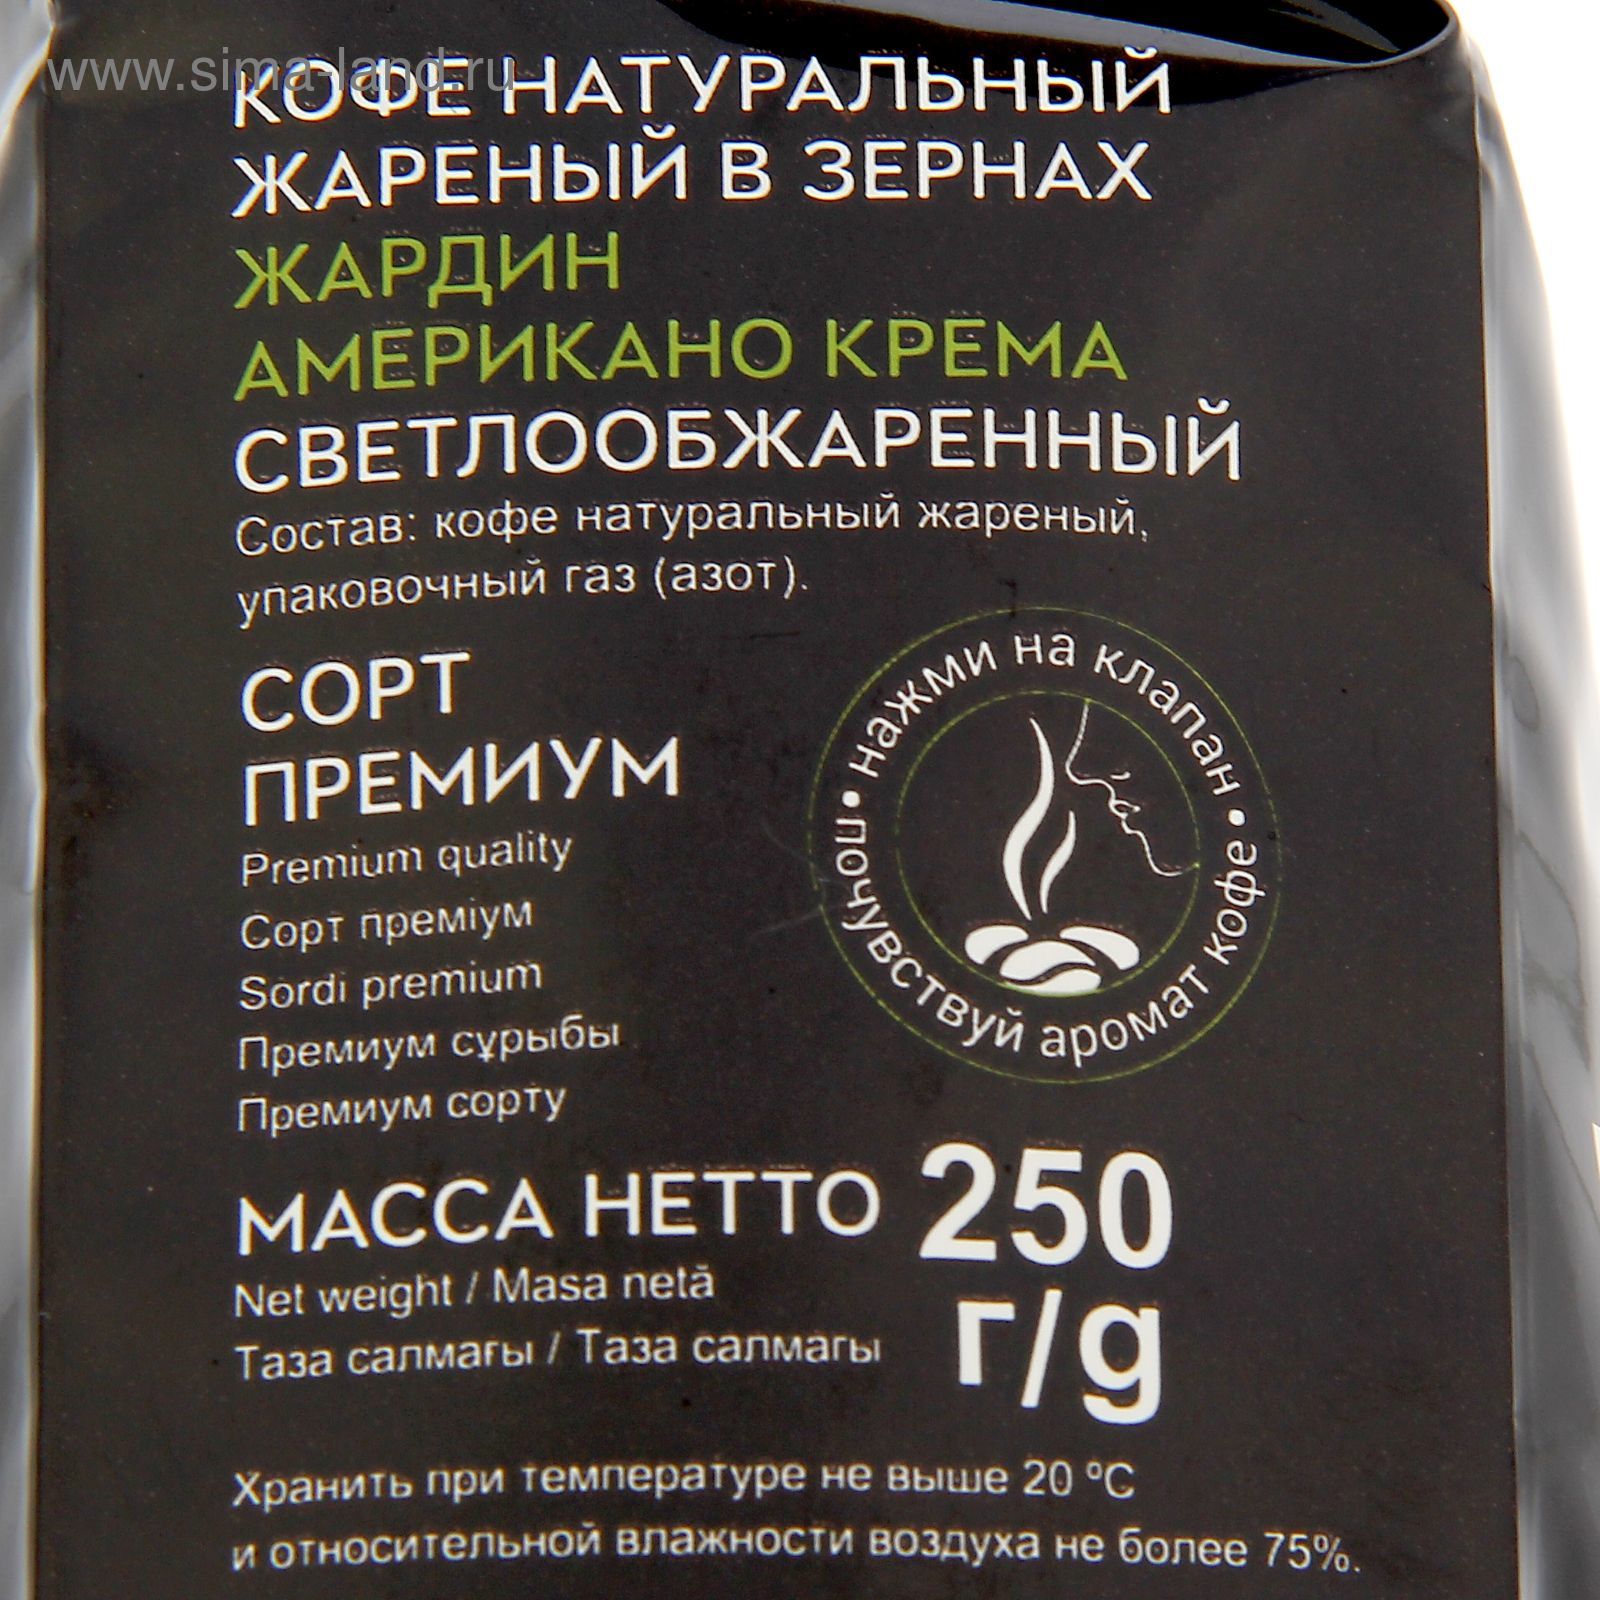 www.sima-land.ru
КОФЕ НАТУРАЛЬНЫЙ
ЖАРЕНЫЙ В ЗЕРНАХ
ЖАРДИН
АМЕРИКАНО КРЕМА
СВЕТЛООБЖАРЕННЫЙ
Состав: кофе натуральный жареный,
упаковочный газ (азот).
СОРТ
ПРЕМИУМ
Premium quality
Сорт преміум
Sordi premium
Премиум сұрыбы
Премиум сорту
• нажми на клапан •
почувствуй аромат кофе
МАССА НЕТТО 250
г/g
Net weight / Masa netă
Таза салмағы / Таза салмагы
Хранить при температуре не выше 20 ºС
и относительной влажности воздуха не более 75%.